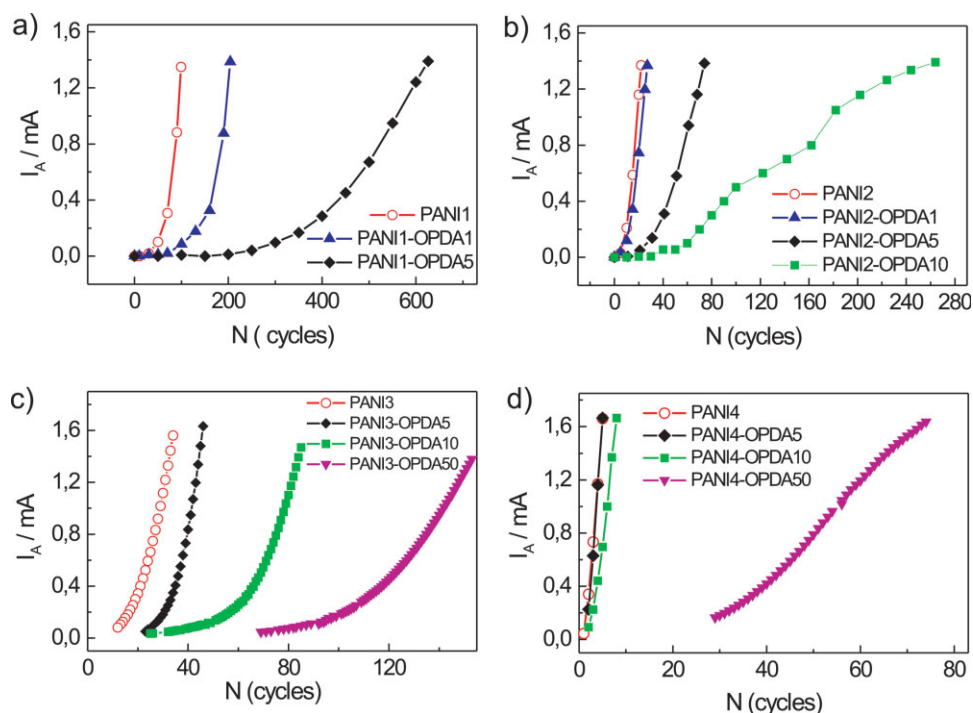 a)
1,6
1,2
0,8
0,4
0,0
I_A / mA
PANI1
PANI1-OPDA1
PANI1-OPDA5
0 200 400 600
N ( cycles)
b)
1,6
1,2
0,8
0,4
0,0
I_A / mA
PANI2
PANI2-OPDA1
PANI2-OPDA5
PANI2-OPDA10
0 40 80 120 160 200 240 280
N (cycles)
c)
1,6
1,2
0,8
0,4
0,0
I_A / mA
PANI3
PANI3-OPDA5
PANI3-OPDA10
PANI3-OPDA50
0 40 80 120
N (cycles)
d)
1,6
1,2
0,8
0,4
0,0
I_A / mA
PANI4
PANI4-OPDA5
PANI4-OPDA10
PANI4-OPDA50
0 20 40 60 80
N (cycles)